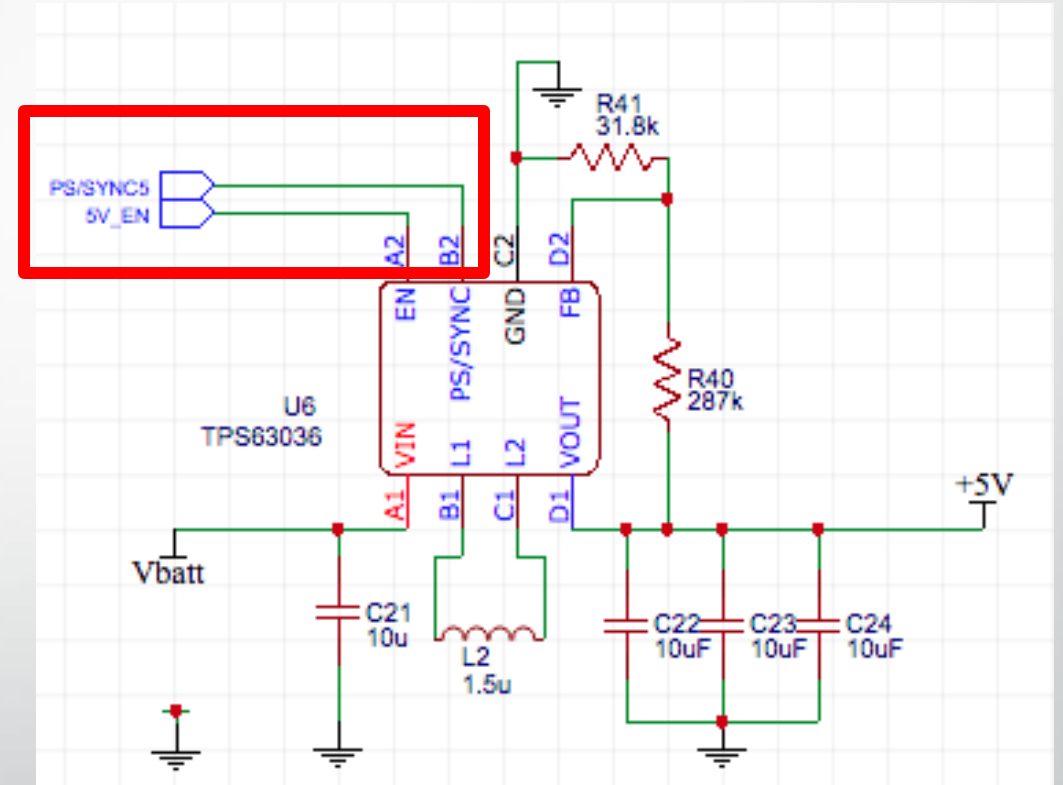 R41
31.8k
PS/SYNC5
5V_EN
A2
B2
C2
D2
EN
PS/SYNC
GND
FB
R40
287k
U6
TPS63036
VIN
L1
L2
VOUT
A1
B1
C1
D1
+5V
Vbatt
C21
10u
L2
1.5u
C22
10uF
C23
10uF
C24
10uF